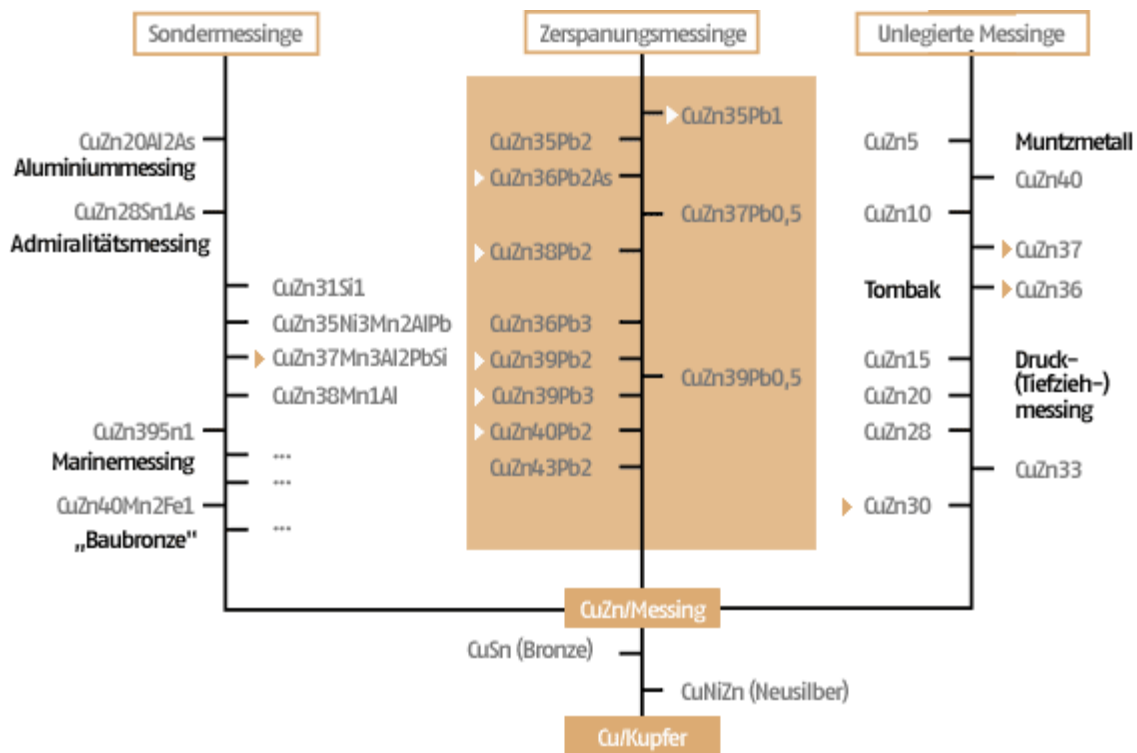 Sondermessinge
Zerspanungsmessinge
Unlegierte Messinge
CuZn20Al2As
Aluminiummessing
CuZn28Sn1As
Admiralitätsmessing
CuZn31Si1
CuZn35Ni3Mn2AlPb
CuZn37Mn3Al2PbSi
CuZn38Mn1Al
CuZn395n1
Marinemessing
...
...
CuZn40Mn2Fe1
...
„Baubronze"
CuZn35Pb1
CuZn35Pb2
CuZn36Pb2As
CuZn37Pb0,5
CuZn38Pb2
CuZn36Pb3
CuZn39Pb2
CuZn39Pb0,5
CuZn39Pb3
CuZn40Pb2
CuZn43Pb2
CuZn5
Muntzmetall
CuZn40
CuZn10
CuZn37
Tombak
CuZn36
CuZn15
Druck-
(Tiefzieh-)
messing
CuZn20
CuZn28
CuZn33
CuZn30
CuZn/Messing
CuSn (Bronze)
CuNiZn (Neusilber)
Cu/Kupfer